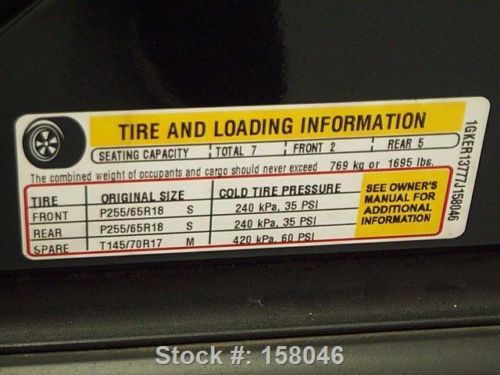 TIRE AND LOADING INFORMATION
SEATING CAPACITY TOTAL 7 FRONT 2 REAR 5
The combined weight of occupants and cargo should never exceed 769 kg or 1695 lbs.
TIRE ORIGINAL SIZE COLD TIRE PRESSURE
FRONT P255/65R18 S 240 kPa, 35 PSI
REAR P255/65R18 S 240 kPa, 35 PSI
SPARE T145/70R17 M 420 kPa, 60 PSI
SEE OWNER'S
MANUAL FOR
ADDITIONAL
INFORMATION
1GKER13777J158046
Stock #: 158046